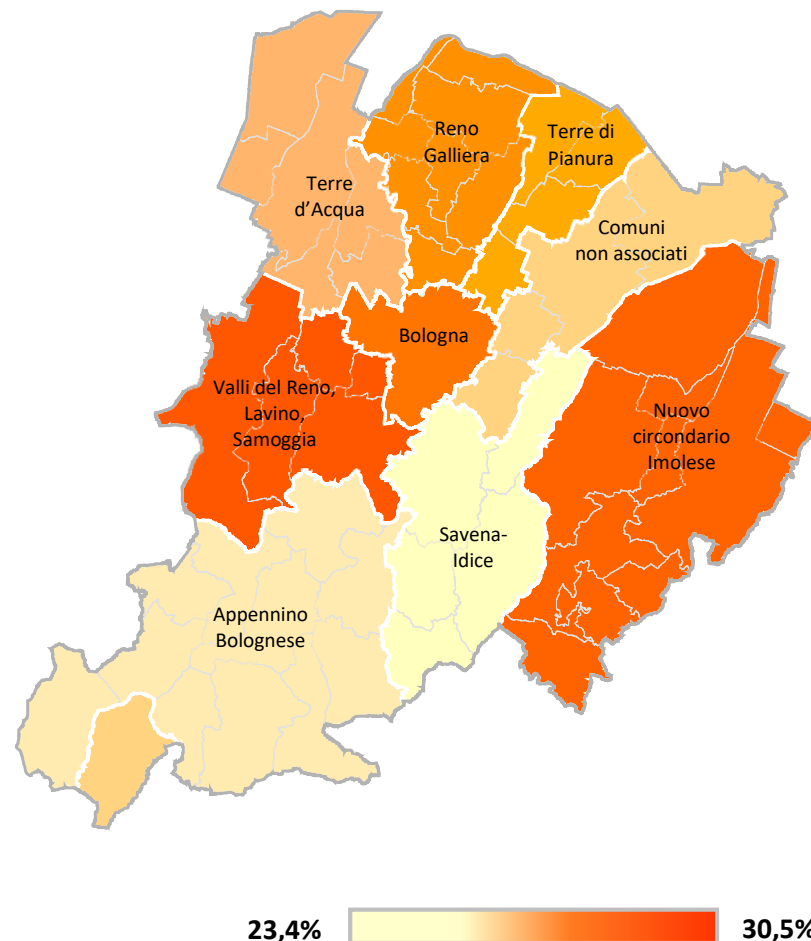 Reno
Galliera
Terre di
Pianura
Terre
d’Acqua
Comuni
non associati
Bologna
Valli del Reno,
Lavino,
Samoggia
Nuovo
circondario
Imolese
Savena-
Idice
Appennino
Bolognese
23,4%
30,5%